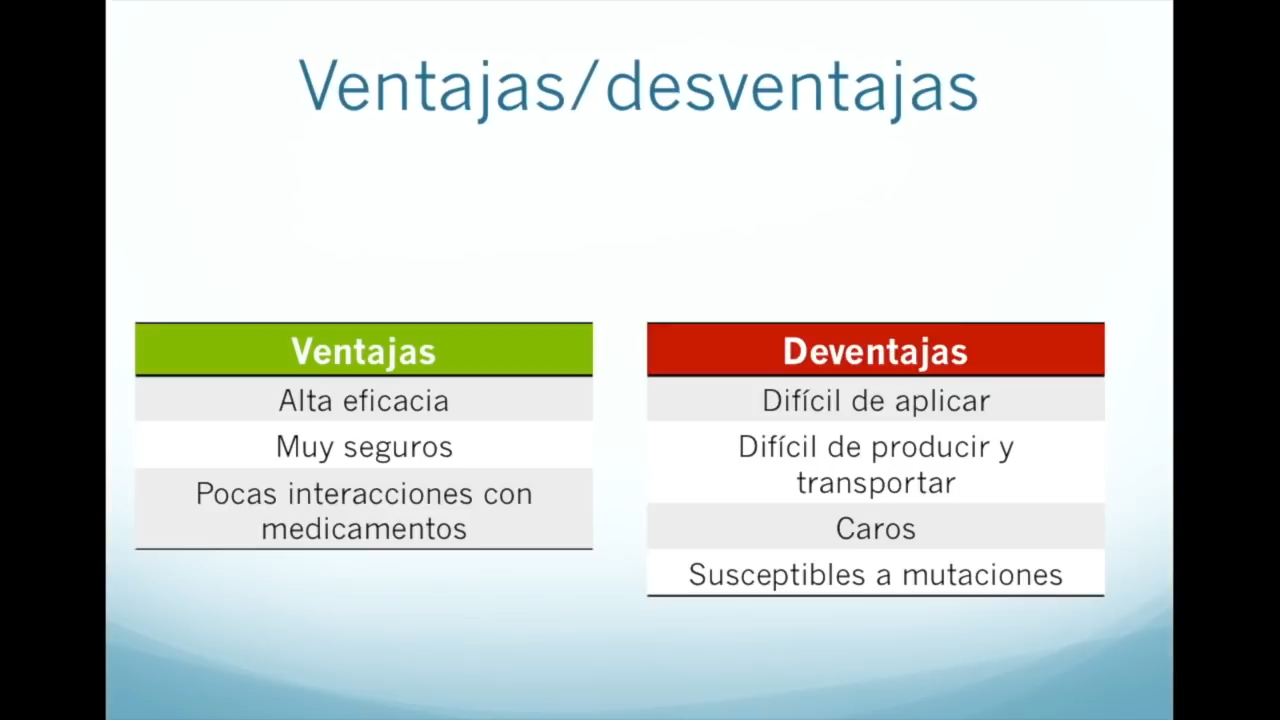 Ventajas/desventajas
Ventajas
Alta eficacia
Muy seguros
Pocas interacciones con
medicamentos
Deventajas
Difícil de aplicar
Difícil de producir y
transportar
Caros
Susceptibles a mutaciones